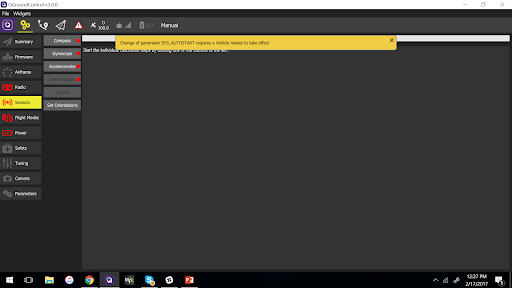 QGroundControl v3.0.0
File Widgets
0
100.0
N/A
Manual
Summary
Firmware
Airframe
Radio
Sensors
Flight Modes
Power
Safety
Tuning
Camera
Parameters
Compass
Gyroscope
Accelerometer
Level Horizon
Cancel
Set Orientations
Change of parameter SYS_AUTOSTART requires a Vehicle reboot to take effect
Start the individual calibration steps by clicking one of the buttons to the left.
12:27 PM
2/17/2017